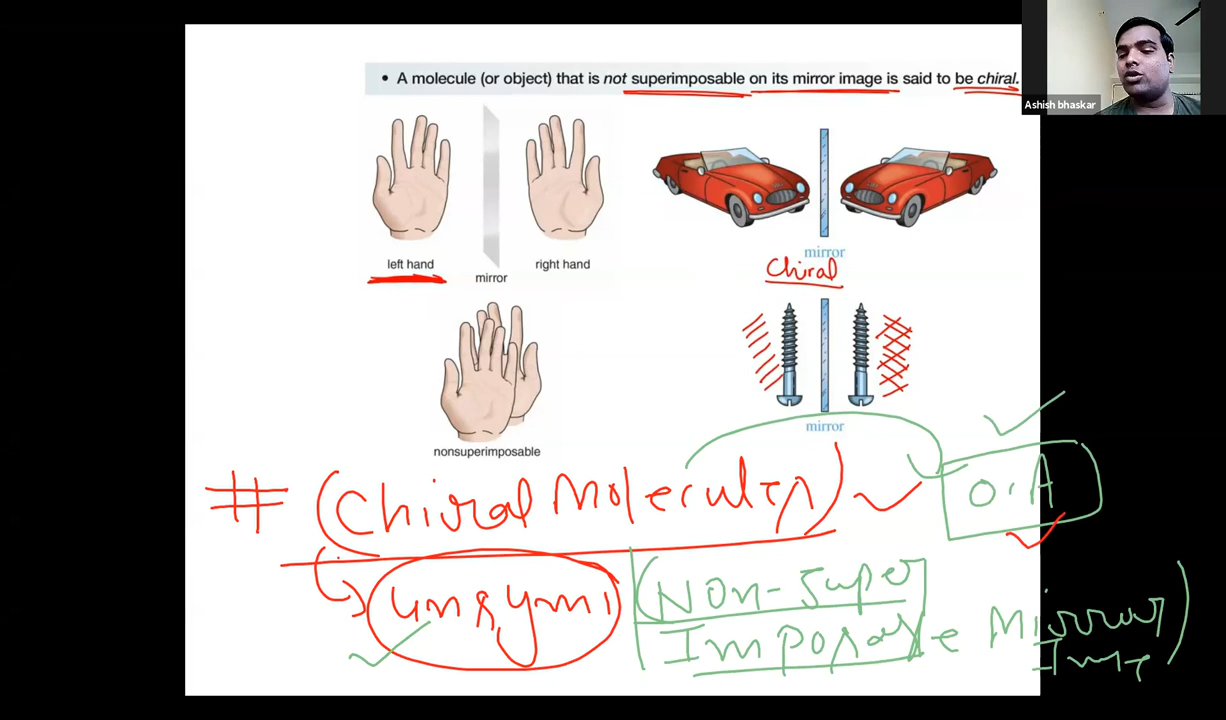 • A molecule (or object) that is not superimposable on its mirror image is said to be chiral.
Ashish bhaskar
left hand
mirror
right hand
mirror
Chiral
nonsuperimposable
mirror
# (Chiral Molecules)
O.A
unsymi
(Non-Super
Imposable Mirror